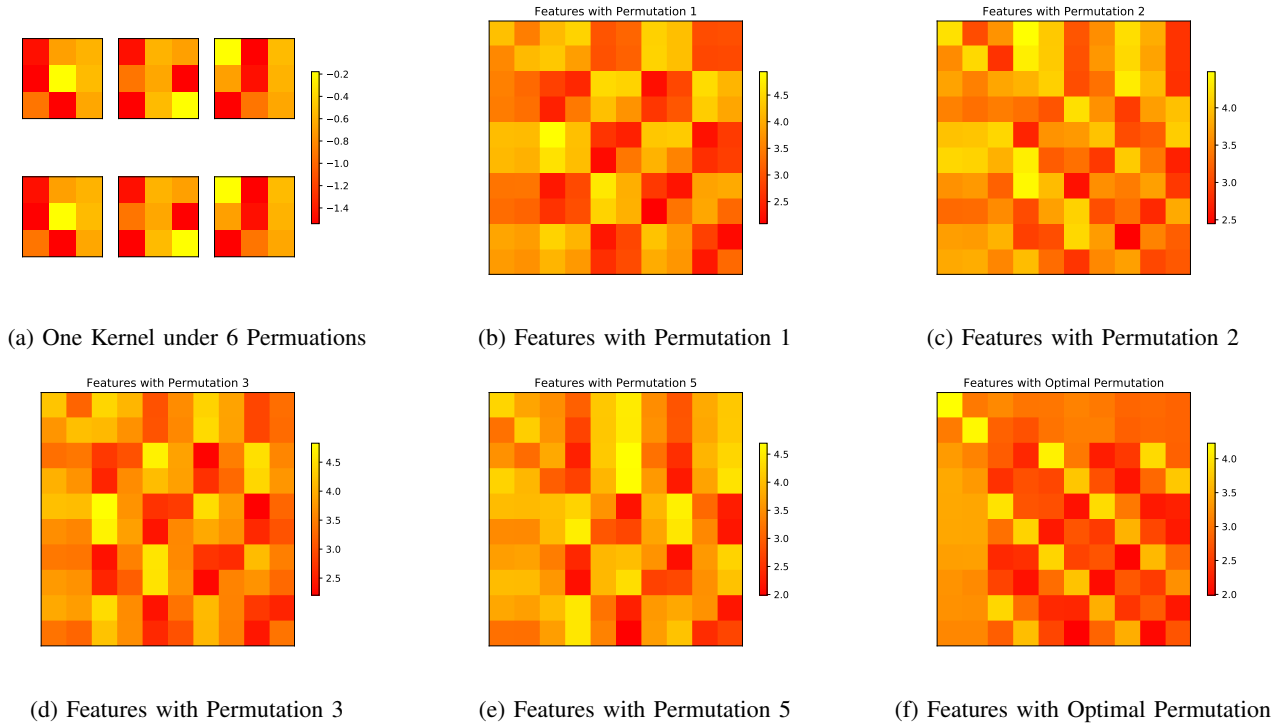 −0.2
−0.4
−0.6
−0.8
−1.0
−1.2
−1.4
(a) One Kernel under 6 Permuations
Features with Permutation 1
4.5
4.0
3.5
3.0
2.5
(b) Features with Permutation 1
Features with Permutation 2
4.0
3.5
3.0
2.5
(c) Features with Permutation 2
Features with Permutation 3
4.5
4.0
3.5
3.0
2.5
(d) Features with Permutation 3
Features with Permutation 5
4.5
4.0
3.5
3.0
2.5
2.0
(e) Features with Permutation 5
Features with Optimal Permutation
4.0
3.5
3.0
2.5
2.0
(f) Features with Optimal Permutation